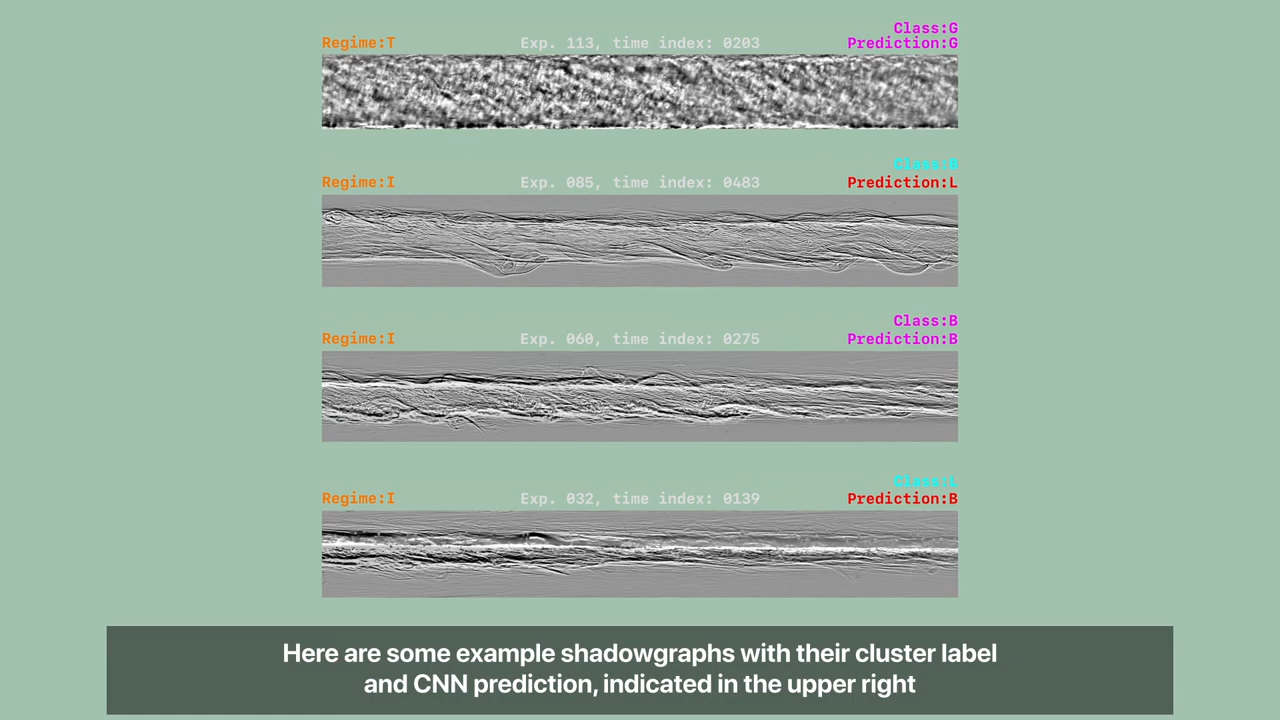 Class:G
Regime:T Exp. 113, time index: 0203 Prediction:G
Class:B
Regime:I Exp. 085, time index: 0483 Prediction:L
Class:B
Regime:I Exp. 060, time index: 0275 Prediction:B
Class:L
Regime:I Exp. 032, time index: 0139 Prediction:B
Here are some example shadowgraphs with their cluster label
and CNN prediction, indicated in the upper right